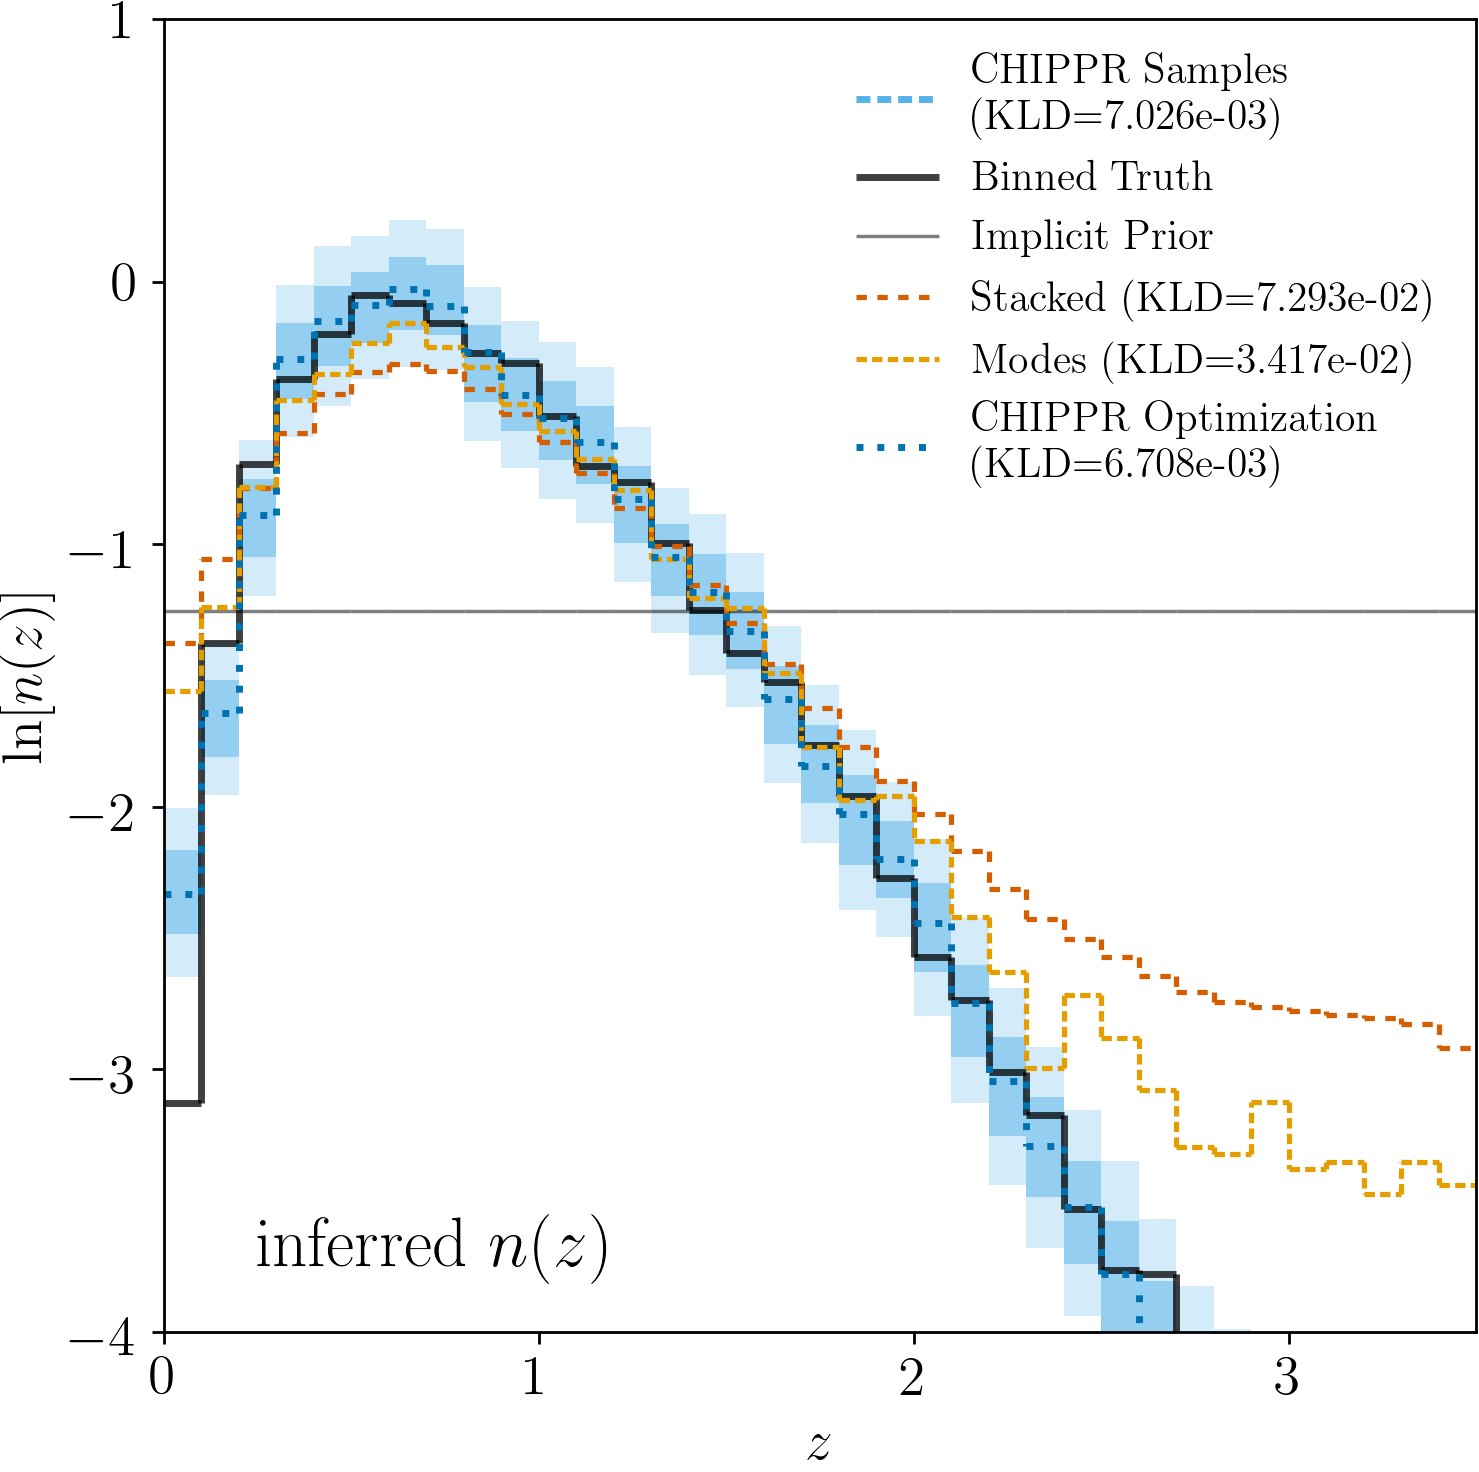 CHIPPR Samples
(KLD=7.026e-03)
Binned Truth
Implicit Prior
Stacked (KLD=7.293e-02)
Modes (KLD=3.417e-02)
CHIPPR Optimization
(KLD=6.708e-03)
1
0
−1
−2
−3
−4
ln[n(z)]
inferred n(z)
0 1 2 3
z